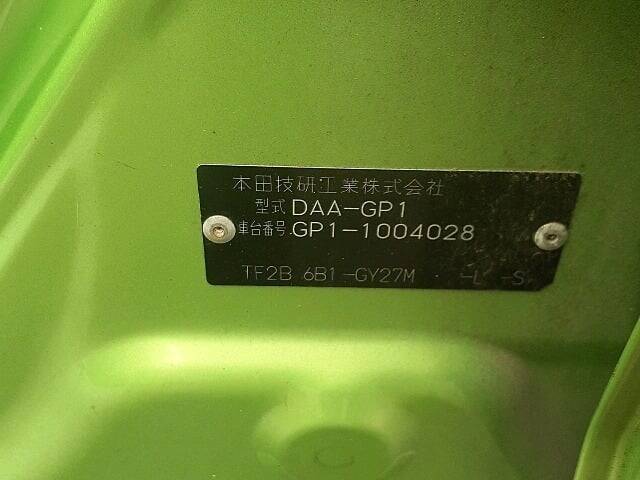 本田技研工業株式会社
型式 DAA-GP1
車台番号 GP1-1004028
TF2B 6B1-GY27M -L -S